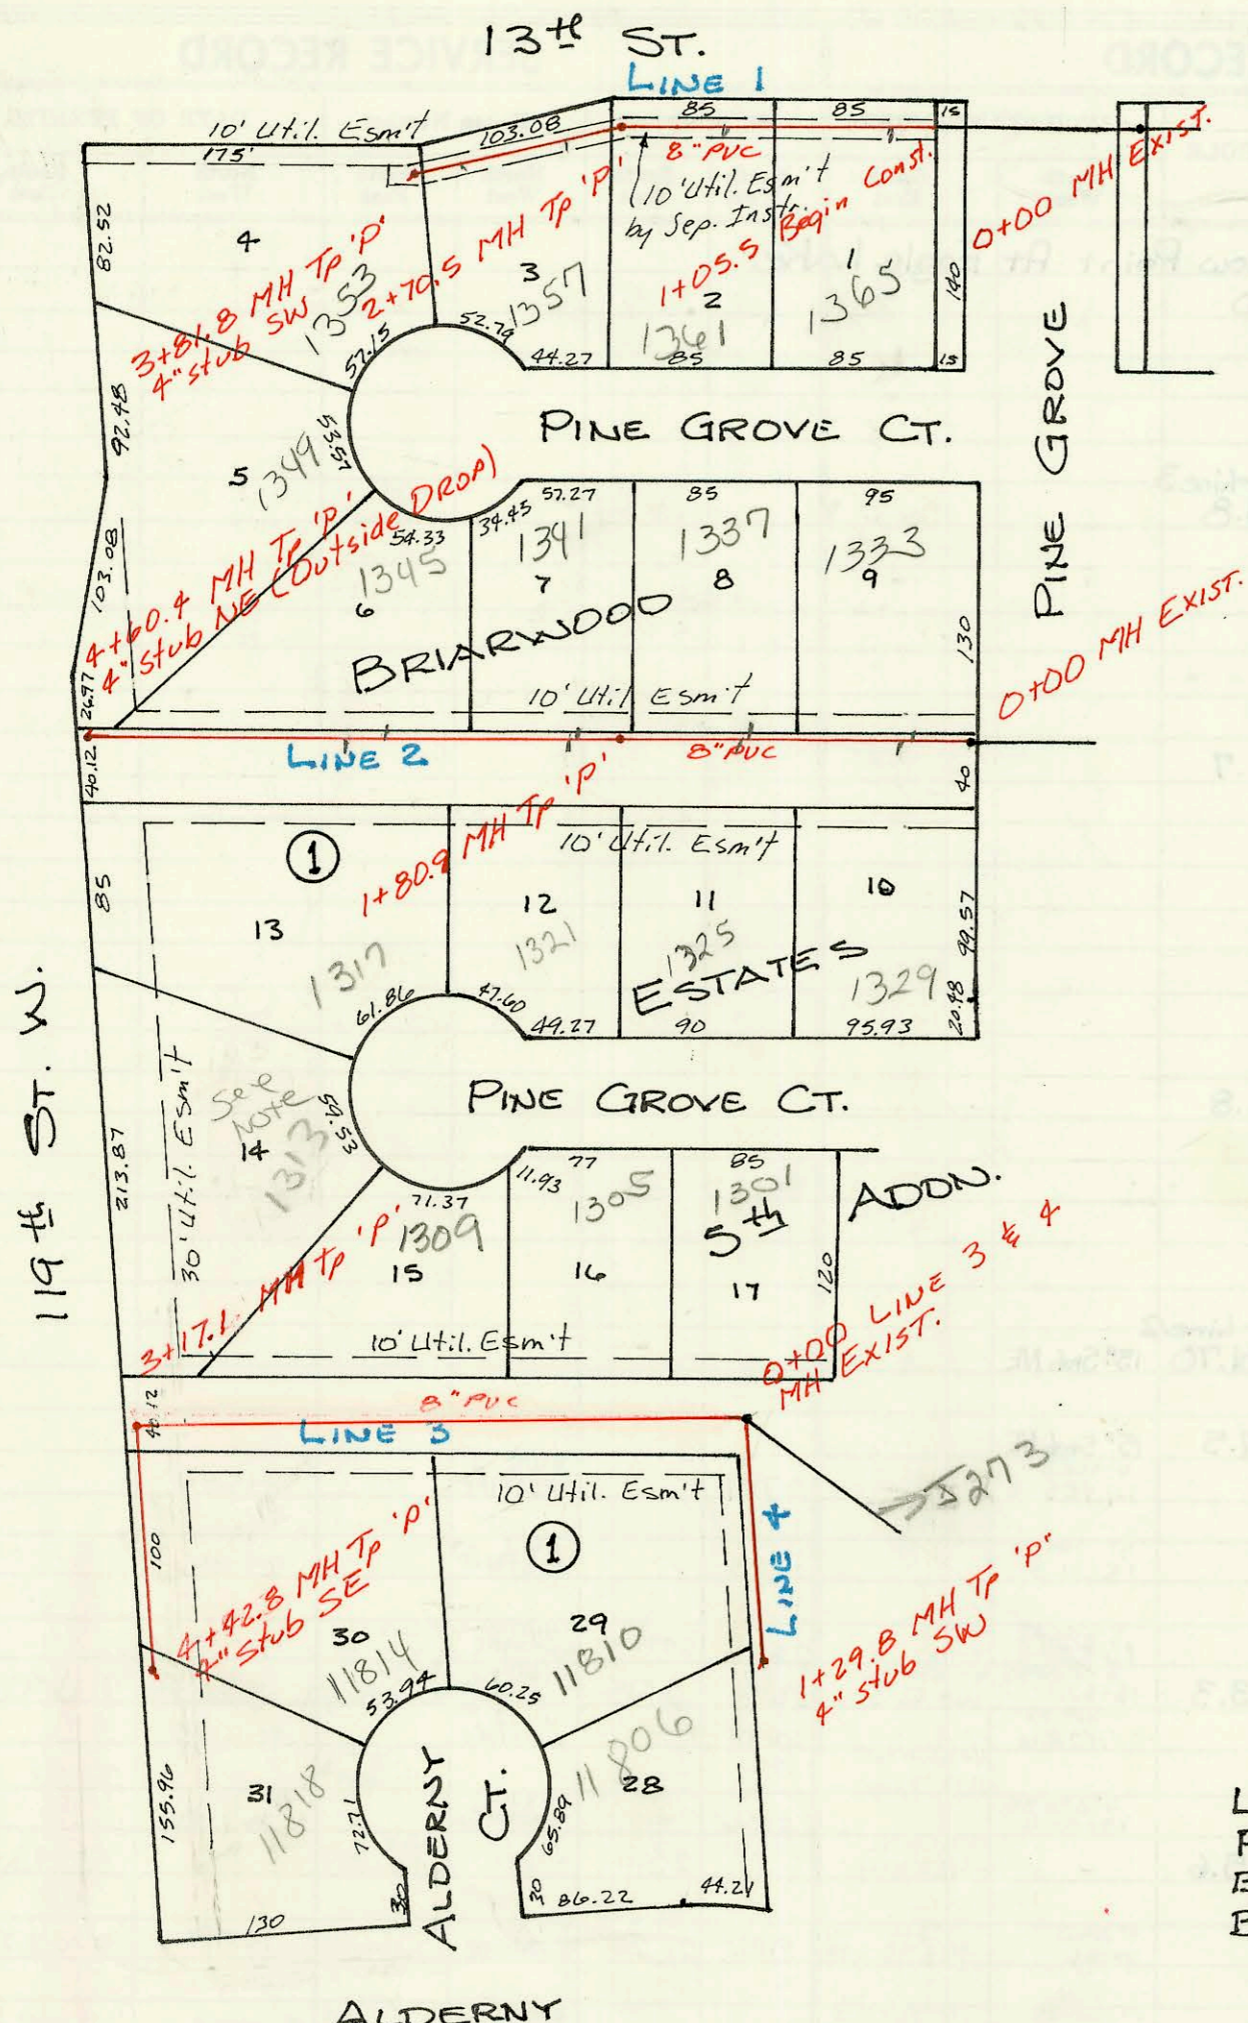 13th ST.
LINE 1
10' Util. Esm't
175'
103.08
85
85
15
8" PVC
10' Util. Esm't
by Sep. Instr.
1+05.5 Begin Const.
0+00 MH EXIST.
82.52
4
1353
3+81.8 MH Tp 'P'
4" stub SW
2+70.5 MH Tp 'P'
3
1357
2
1361
1
1365
140
57.15
52.79
44.27
85
85
15
PINE GROVE
92.48
53.57
PINE GROVE CT.
5
1349
4+60.4 MH Tp 'P'
4" Stub NE (Outside DROP)
103.08
26.97
54.33
34.45
57.27
85
95
1345
6
1341
7
1337
8
1333
9
130
BRIARWOOD
10' Util Esm't
0+00 MH EXIST.
40.12
LINE 2
8" PVC
40
1+80.9 MH Tp 'P'
10' Util. Esm't
1
85
13
1317
12
1321
11
1325
10
1329
99.57
20.48
ESTATES
61.86
47.60
49.27
90
95.93
119th ST. W.
30' Util. Esm't
See
Note
14
1313
59.53
PINE GROVE CT.
213.87
71.37
11.93
77
85
1309
15
1305
16
1301
5th
17
120
ADDN.
3+17.1 MH Tp 'P'
10' Util. Esm't
0+00 LINE 3 & 4
MH EXIST.
40.12
8" PVC
LINE 3
10' Util. Esm't
5273
100
1
LINE 4
4+42.8 MH Tp 'P'
4" Stub SE
30
11814
29
11810
1+29.8 MH Tp 'P'
4" stub SW
53.94
60.25
155.96
31
11818
72.71
ALDERNY CT.
65.89
11806
28
30
30
130
86.22
44.21
ALDERNY